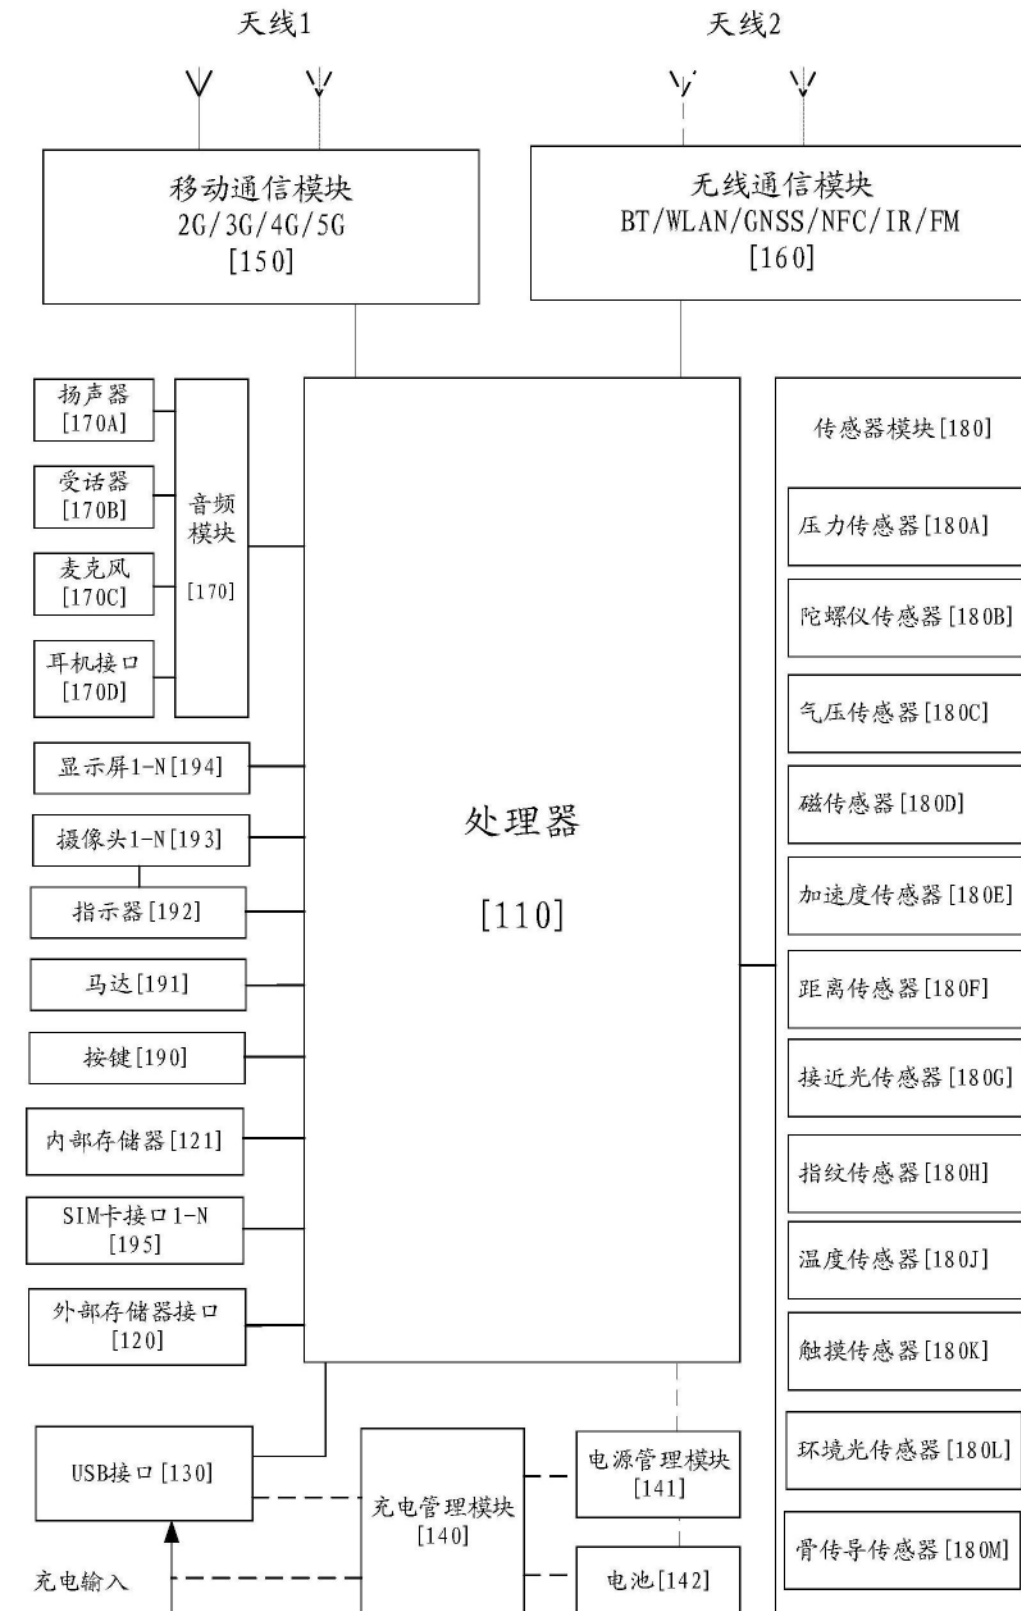 天线1
天线2
移动通信模块
2G/3G/4G/5G
[150]
无线通信模块
BT/WLAN/GNSS/NFC/IR/FM
[160]
扬声器
[170A]
受话器
[170B]
麦克风
[170C]
耳机接口
[170D]
音频
模块
[170]
显示屏1-N[194]
摄像头1-N[193]
指示器[192]
马达[191]
按键[190]
内部存储器[121]
SIM卡接口1-N
[195]
外部存储器接口
[120]
处理器
[110]
传感器模块[180]
压力传感器[180A]
陀螺仪传感器[180B]
气压传感器[180C]
磁传感器[180D]
加速度传感器[180E]
距离传感器[180F]
接近光传感器[180G]
指纹传感器[180H]
温度传感器[180J]
触摸传感器[180K]
环境光传感器[180L]
骨传导传感器[180M]
USB接口[130]
充电输入
充电管理模块
[140]
电源管理模块
[141]
电池[142]